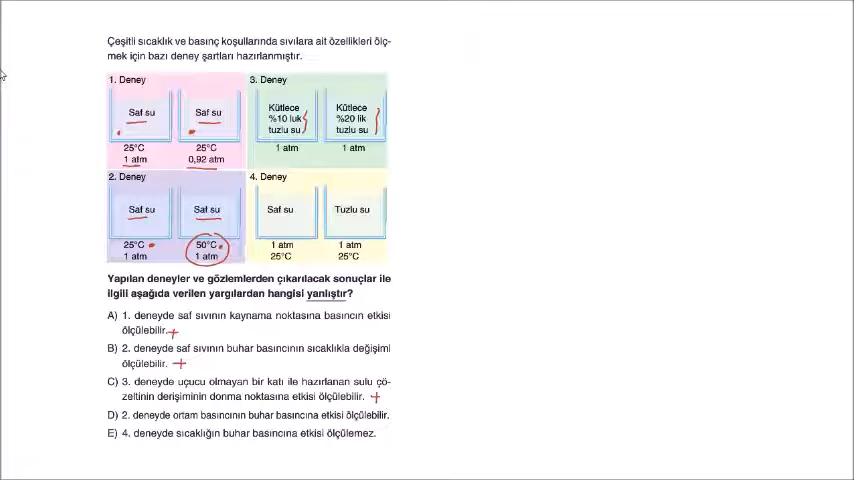 Çeşitli sıcaklık ve basınç koşullarında sıvılara ait özellikleri ölç-
mek için bazı deney şartları hazırlanmıştır.
1. Deney
Saf su
Saf su
25°C
25°C
1 atm
0,92 atm
3. Deney
Kütlece
%10 luk
tuzlu su
Kütlece
%20 lik
tuzlu su
1 atm
1 atm
2. Deney
Saf su
Saf su
25°C
50°C
1 atm
1 atm
4. Deney
Saf su
Tuzlu su
1 atm
1 atm
25°C
25°C
Yapılan deneyler ve gözlemlerden çıkarılacak sonuçlar ile
ilgili aşağıda verilen yargılardan hangisi yanlıştır?
A) 1. deneyde saf sıvının kaynama noktasına basıncın etkisi
ölçülebilir.
B) 2. deneyde saf sıvının buhar basıncının sıcaklıkla değişimi
ölçülebilir.
C) 3. deneyde uçucu olmayan bir katı ile hazırlanan sulu çö-
zeltinin derişiminin donma noktasına etkisi ölçülebilir.
D) 2. deneyde ortam basıncının buhar basıncına etkisi ölçülebilir.
E) 4. deneyde sıcaklığın buhar basıncına etkisi ölçülemez.